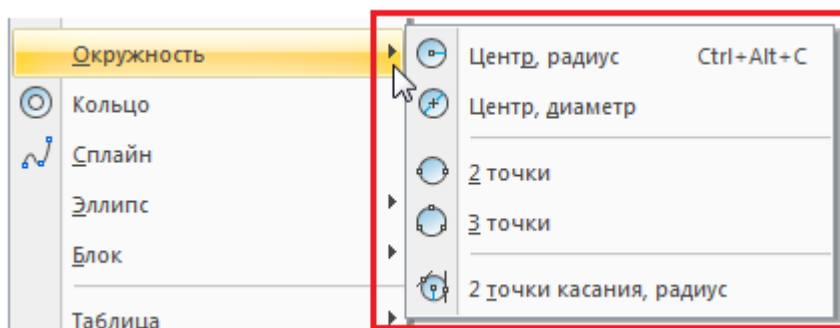 Окружность
Кольцо
Сплайн
Эллипс
Блок
Таблица
Центр, радиус Ctrl+Alt+C
Центр, диаметр
2 точки
3 точки
2 точки касания, радиус